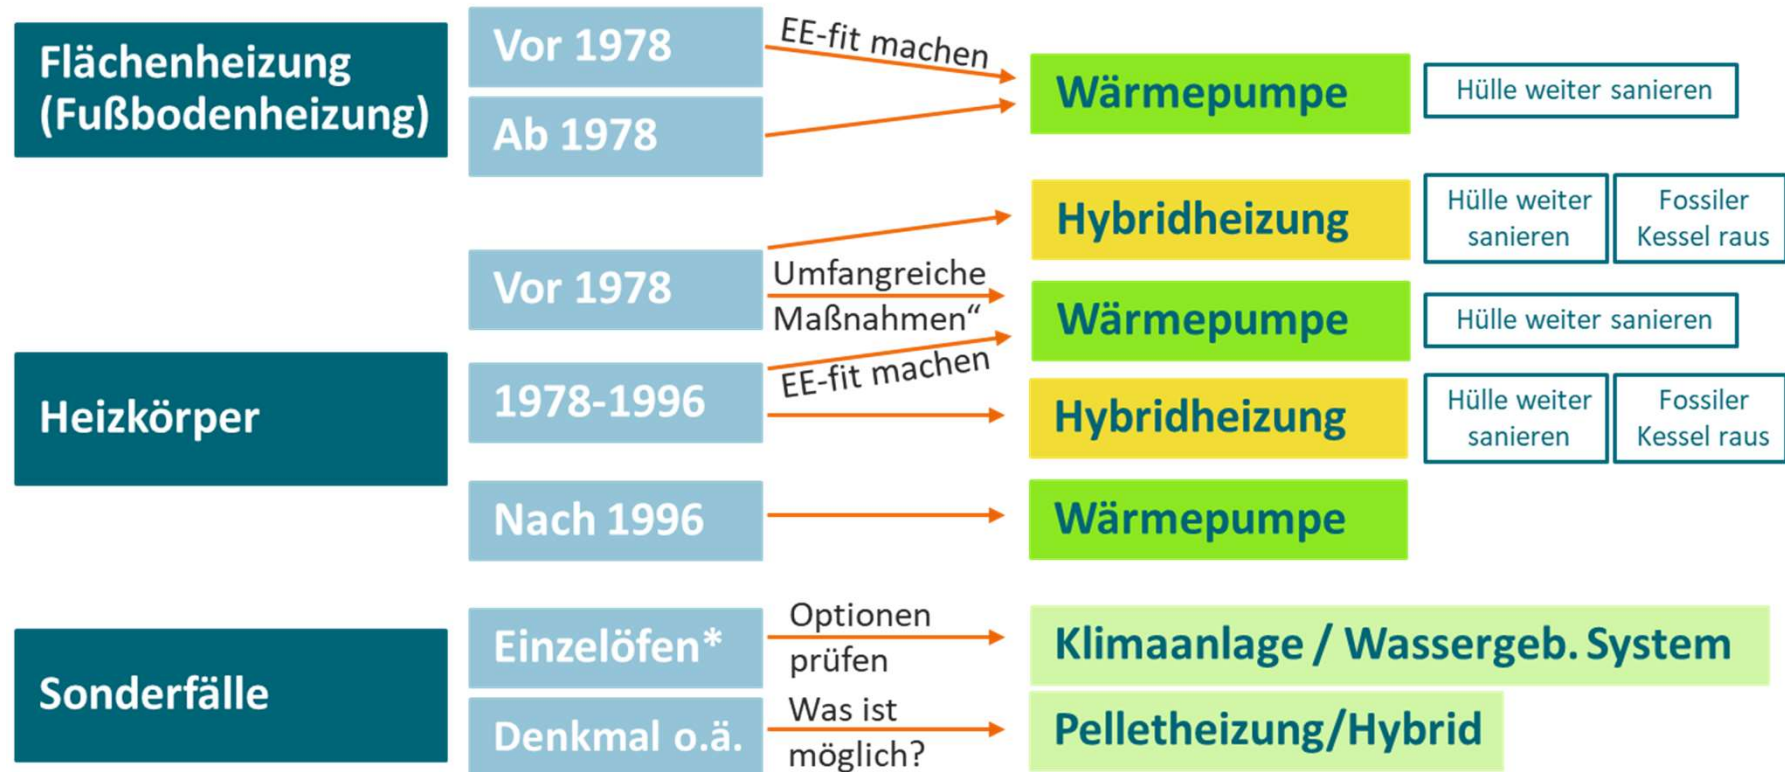 Flächenheizung
(Fußbodenheizung)
Vor 1978
EE-fit machen
Ab 1978
Wärmepumpe
Hülle weiter sanieren
Heizkörper
Vor 1978
Umfangreiche
Maßnahmen“
Hybridheizung
Hülle weiter
sanieren
Fossiler
Kessel raus
Wärmepumpe
Hülle weiter sanieren
1978-1996
EE-fit machen
Hybridheizung
Hülle weiter
sanieren
Fossiler
Kessel raus
Nach 1996
Wärmepumpe
Sonderfälle
Einzelöfen*
Optionen
prüfen
Klimaanlage / Wassergeb. System
Denkmal o.ä.
Was ist
möglich?
Pelletheizung/Hybrid